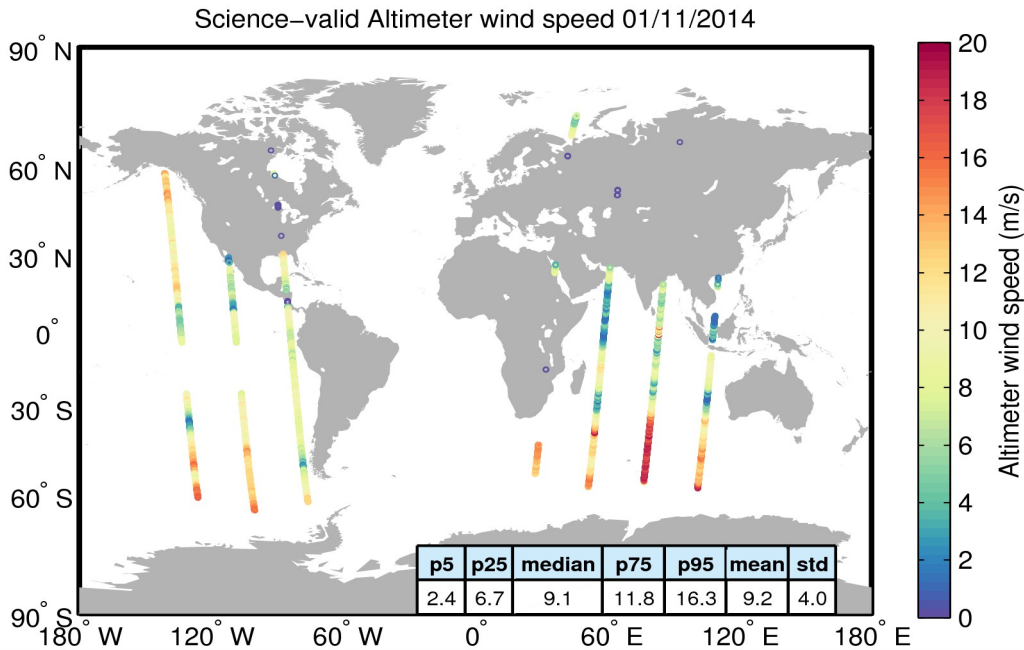 Science−valid Altimeter wind speed 01/11/2014
90° N
60° N
30° N
0°
30° S
60° S
90° S
180° W
120° W
60° W
0°
60° E
120° E
180° E
p5 p25 median p75 p95 mean std
2.4 6.7 9.1 11.8 16.3 9.2 4.0
20
18
16
14
12
10
8
6
4
2
0
Altimeter wind speed (m/s)